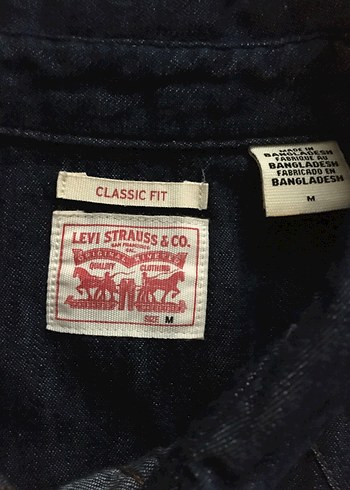 CLASSIC FIT
LEVI STRAUSS & CO.
SAN FRANCISCO
CAL.
ORIGINAL RIVETED
QUALITY CLOTHING
SIZE M
MADE IN
BANGLADESH
FABRIQUE AU
BANGLADESH
FABRICADO EN
BANGLADESH
M